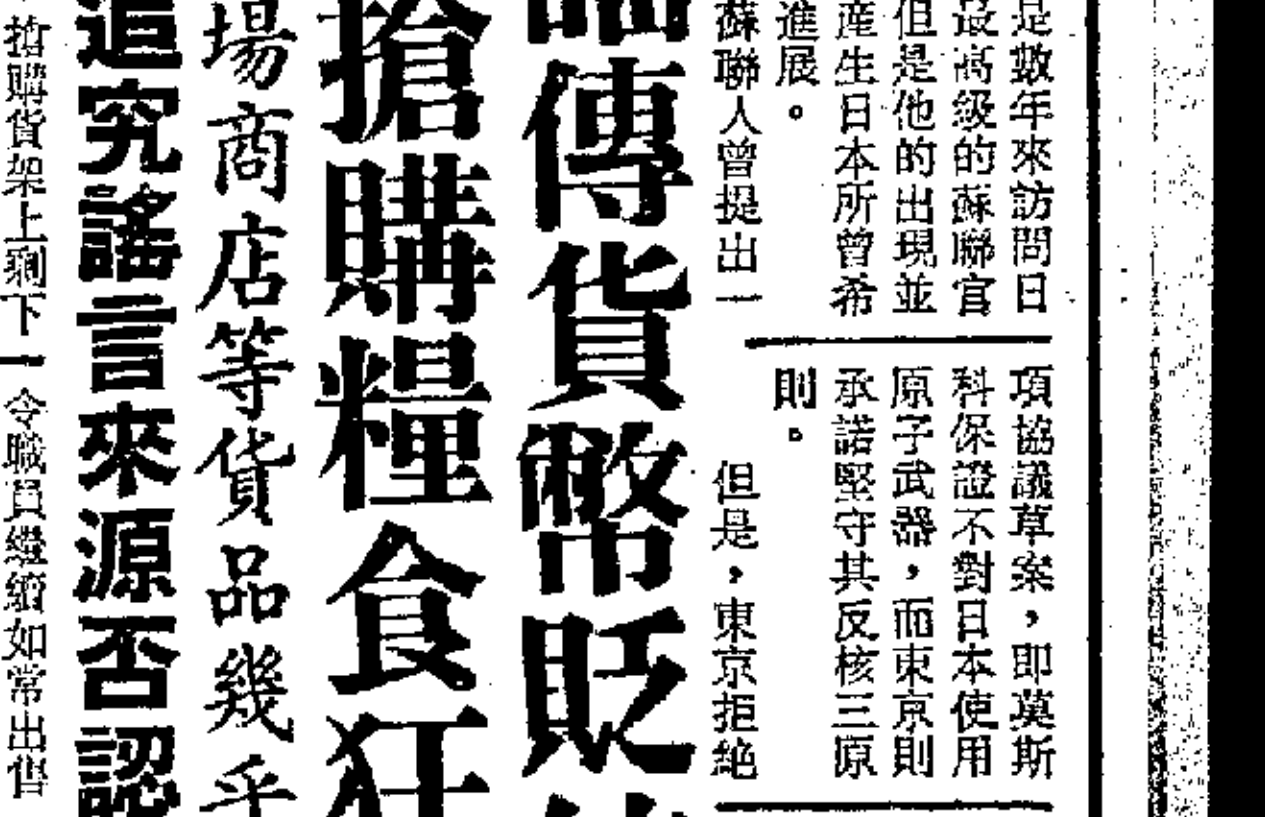 是數年來訪問日
最高級的蘇聯官
但是他的出現並
產生日本所曾希
進展。
蘇聯人曾提出一
項協議草案，即莫斯
科保證不對日本使用
原子武器，而東京則
承諾堅守其反核三原
則。
但是，東京拒絕
傳貨幣貶
搶購糧食狂
場商店等貨品幾乎
追究謠言來源否認
搶購貨架上剩下
令職員繼續如常出售